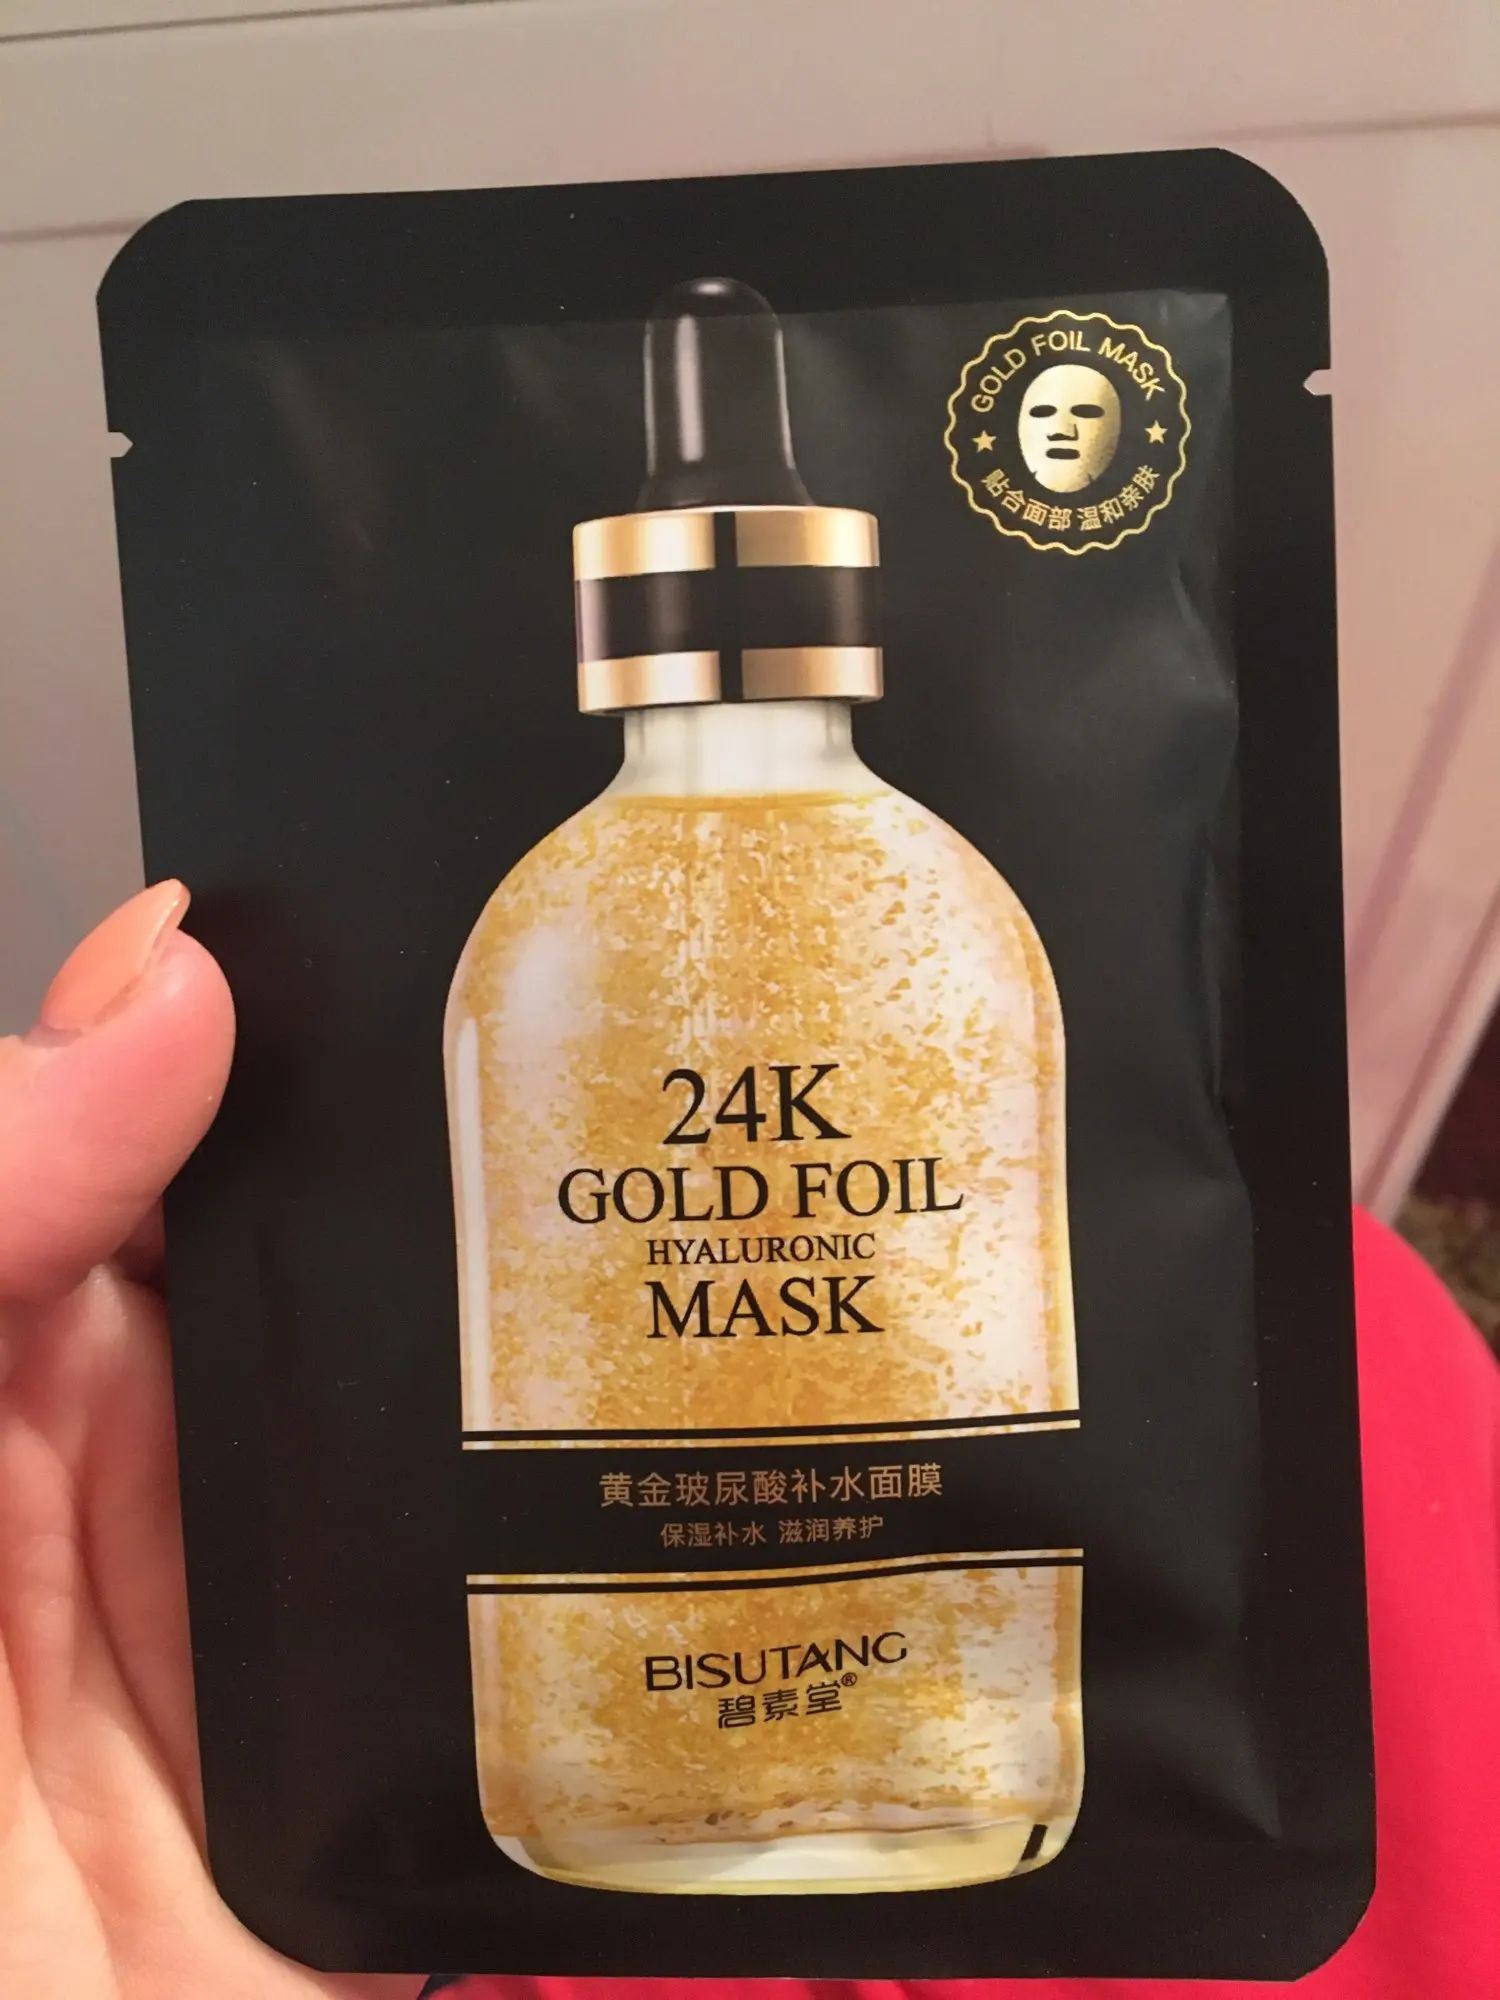 GOLD FOIL MASK
贴合面部 温和亲肤
24K
GOLD FOIL
HYALURONIC
MASK
黄金玻尿酸补水面膜
保湿补水 滋润养护
BISUTANG
碧素堂®